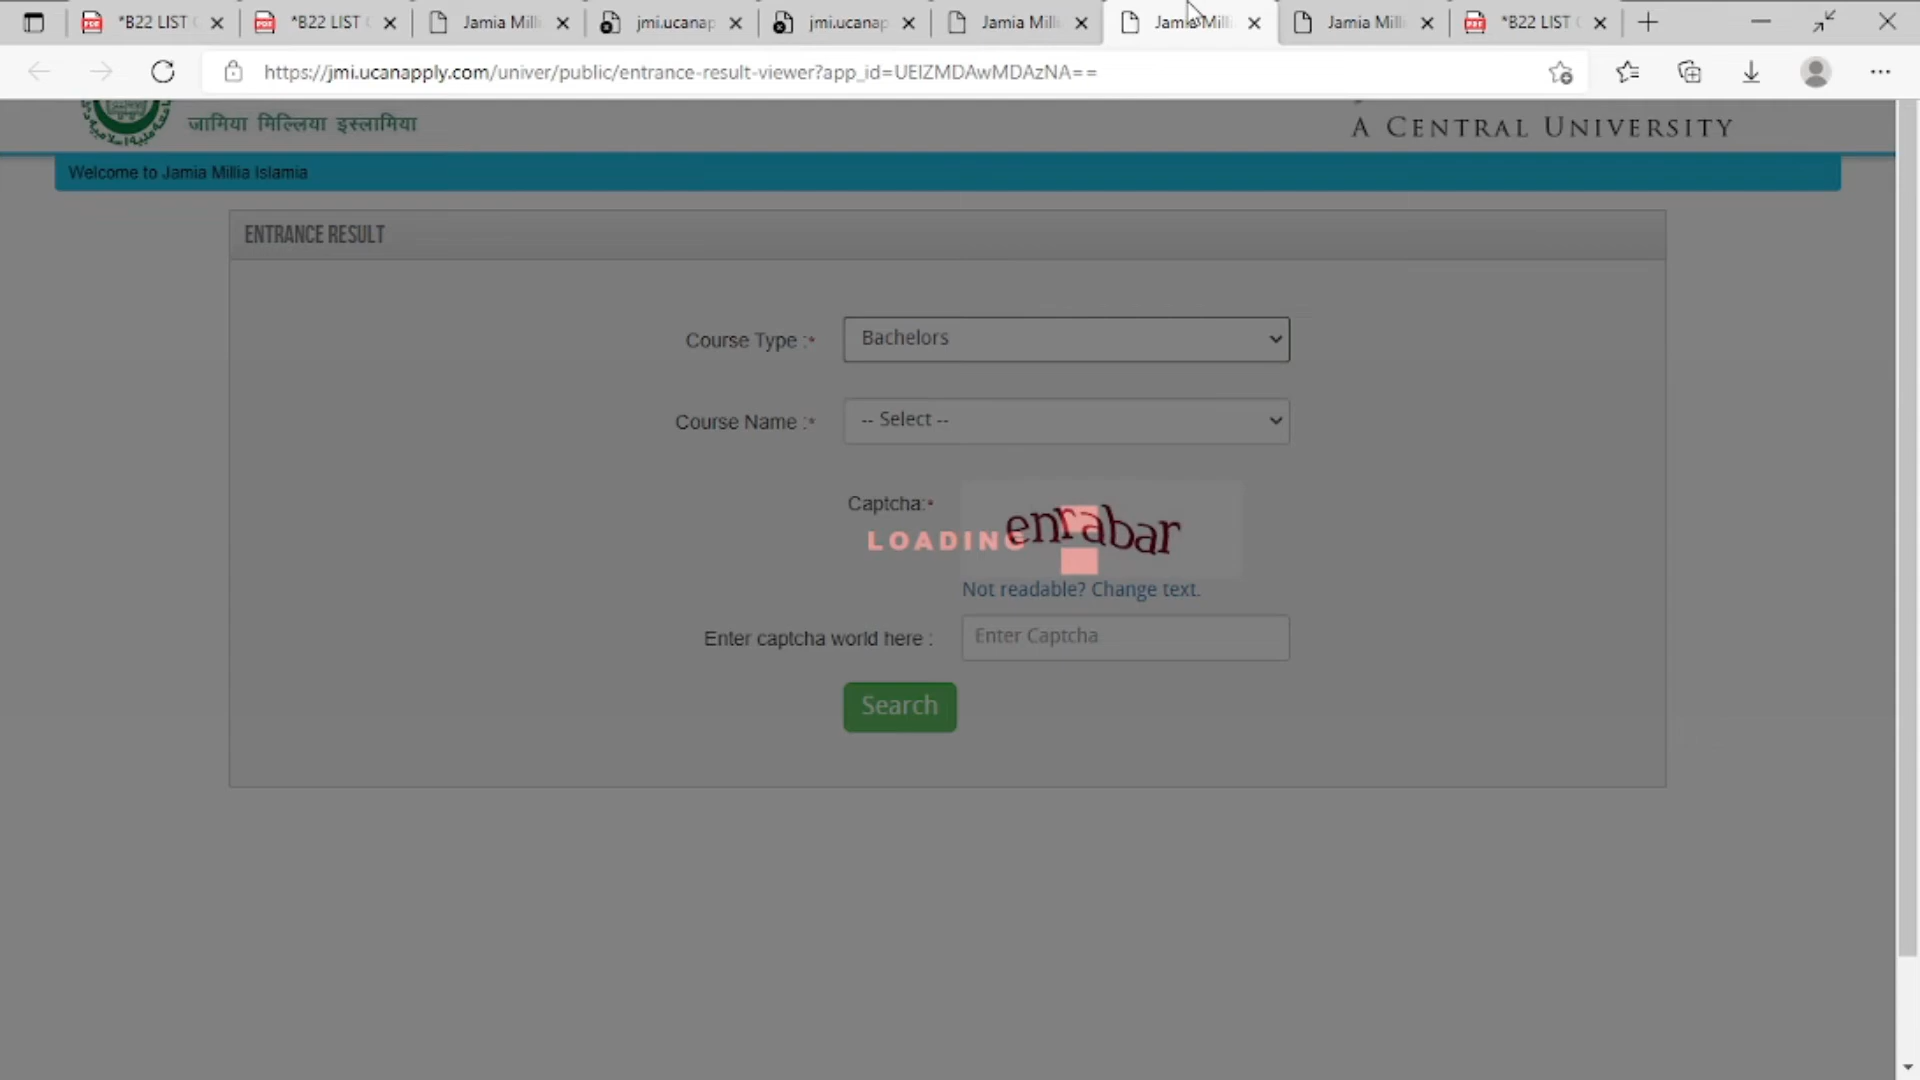 *B22 LIST
*B22 LIST
Jamia Mill
jmi.ucanap
jmi.ucanap
Jamia Mill
Jamia Mill
Jamia Mill
*B22 LIST
https://jmi.ucanapply.com/univer/public/entrance-result-viewer?app_id=UEIZMDAwMDAzNA==
जामिया मिल्लिया इस्लामिया
A CENTRAL UNIVERSITY
Welcome to Jamia Millia Islamia
ENTRANCE RESULT
Course Type :*
Bachelors
Course Name :*
-- Select --
Captcha:*
enrabar
LOADING
Not readable? Change text.
Enter captcha world here :
Enter Captcha
Search